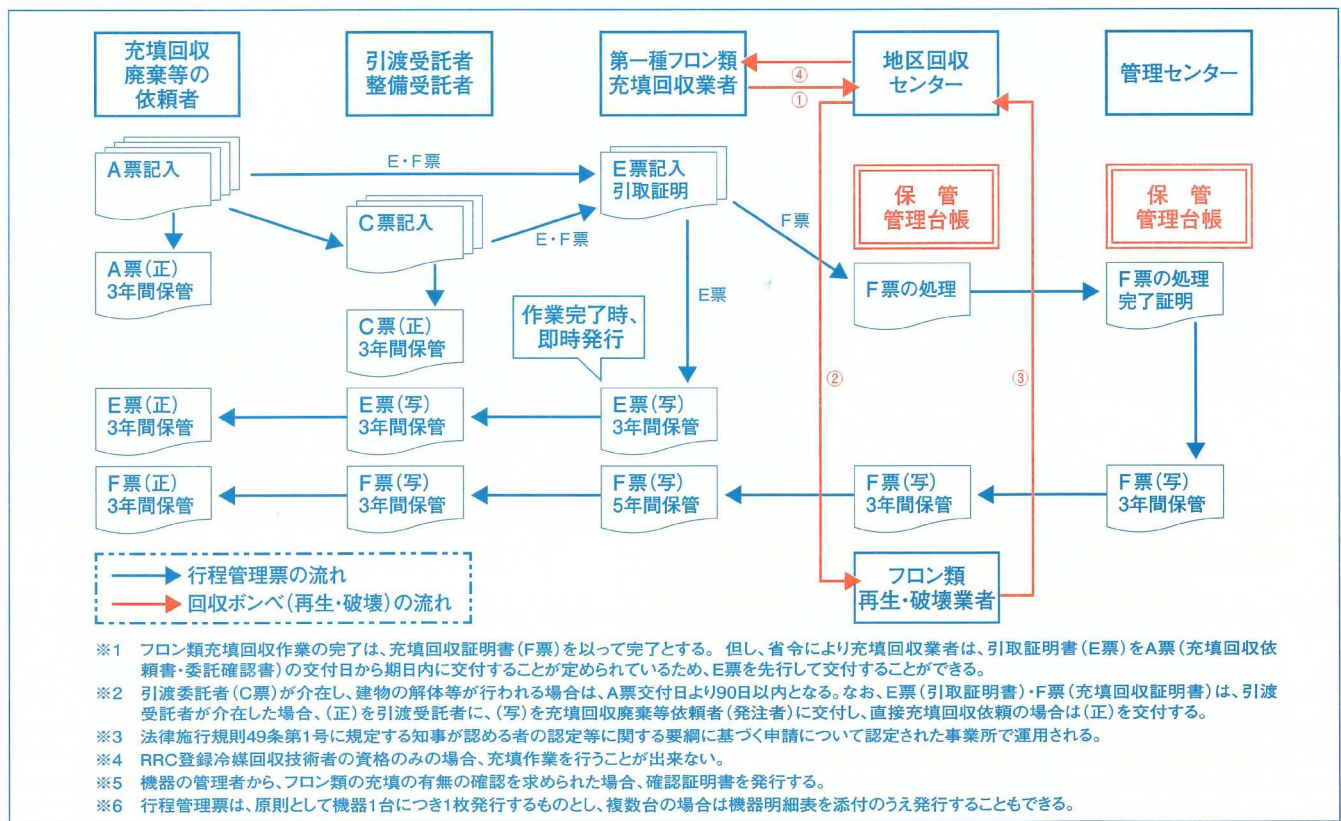 充填回収
廃棄等の
依頼者
引渡受託者
整備受託者
第一種フロン類
充填回収業者
④
①
地区回収
センター
管理センター
A票記入
E・F票
E票記入
引取証明
C票記入
E・F票
F票
保 管
管理台帳
保 管
管理台帳
A票(正)
3年間保管
E票
F票の処理
F票の処理
完了証明
C票(正)
3年間保管
作業完了時、
即時発行
②
③
E票(正)
3年間保管
E票(写)
3年間保管
E票(写)
3年間保管
F票(正)
3年間保管
F票(写)
3年間保管
F票(写)
5年間保管
F票(写)
3年間保管
F票(写)
3年間保管
行程管理票の流れ
回収ボンベ(再生・破壊)の流れ
フロン類
再生・破壊業者
※1 フロン類充填回収作業の完了は、充填回収証明書(F票)を以って完了とする。但し、省令により充填回収業者は、引取証明書(E票)をA票(充填回収依
頼書・委託確認書)の交付日から期日内に交付することが定められているため、E票を先行して交付することができる。
※2 引渡委託者(C票)が介在し、建物の解体等が行われる場合は、A票交付日より90日以内となる。なお、E票(引取証明書)・F票(充填回収証明書)は、引渡
受託者が介在した場合、(正)を引渡受託者に、(写)を充填回収廃棄等依頼者(発注者)に交付し、直接充填回収依頼の場合は(正)を交付する。
※3 法律施行規則49条第1号に規定する知事が認める者の認定等に関する要綱に基づく申請について認定された事業所で運用される。
※4 RRC登録冷媒回収技術者の資格のみの場合、充填作業を行うことが出来ない。
※5 機器の管理者から、フロン類の充填の有無の確認を求められた場合、確認証明書を発行する。
※6 行程管理票は、原則として機器1台につき1枚発行するものとし、複数台の場合は機器明細表を添付のうえ発行することもできる。